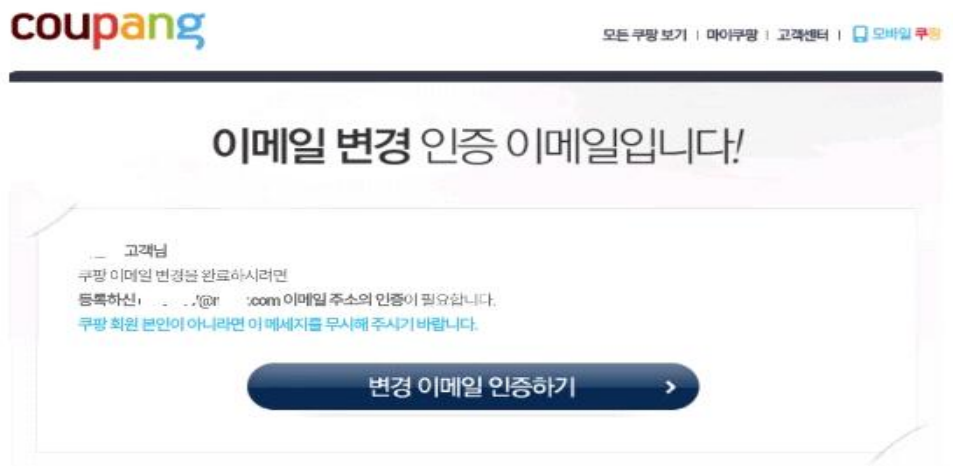 coupang
모든 쿠팡 보기 | 마이쿠팡 | 고객센터 | 모바일 쿠팡
이메일 변경 인증 이메일입니다!
고객님
쿠팡 이메일 변경을 완료하시려면
등록하신 .com 이메일 주소의 인증이 필요합니다.
쿠팡 회원 본인이 아니라면 이 메세지를 무시해 주시기 바랍니다.
변경 이메일 인증하기 >